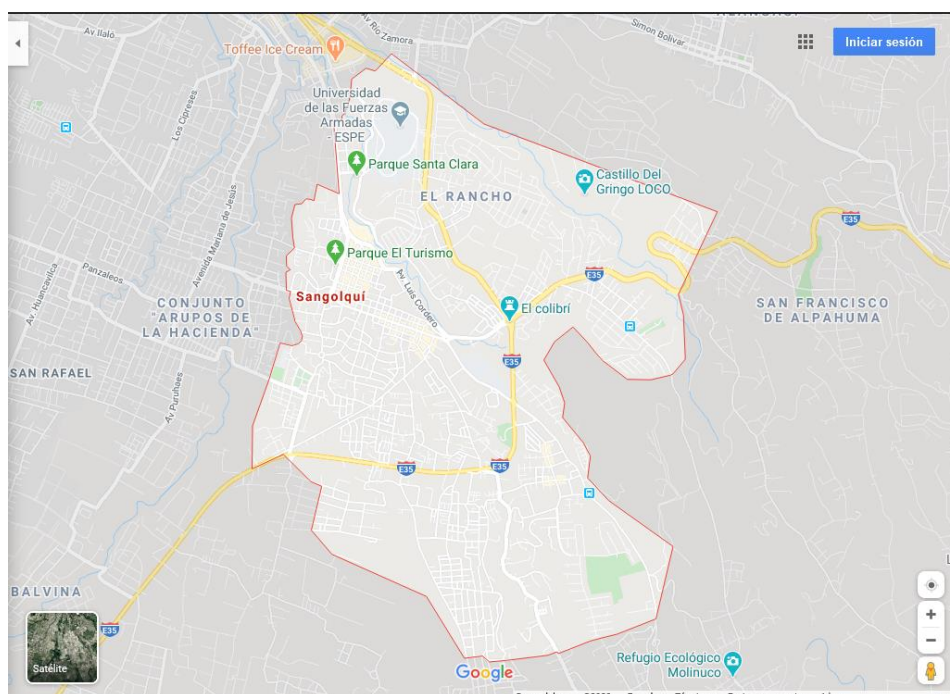 Av. Ilaló
Av Río Zamora
Simon Bolivar
Iniciar sesión
Toffee Ice Cream
Los Cipreses
Universidad
de las Fuerzas
Armadas
- ESPE
Parque Santa Clara
Castillo Del
Gringo LOCO
EL RANCHO
Avenida Mariana de Jesús
E35
Parque El Turismo
Panzaleos
Av. Huancavilca
Av. Luis Cordero
E35
Sangolquí
CONJUNTO
"ARUPOS DE
LA HACIENDA"
El colibrí
SAN FRANCISCO
DE ALPAHUMA
SAN RAFAEL
Av Puruhaes
E35
E35
E35
BALVINA
E35
Satélite
Google
Refugio Ecológico
Molinuco